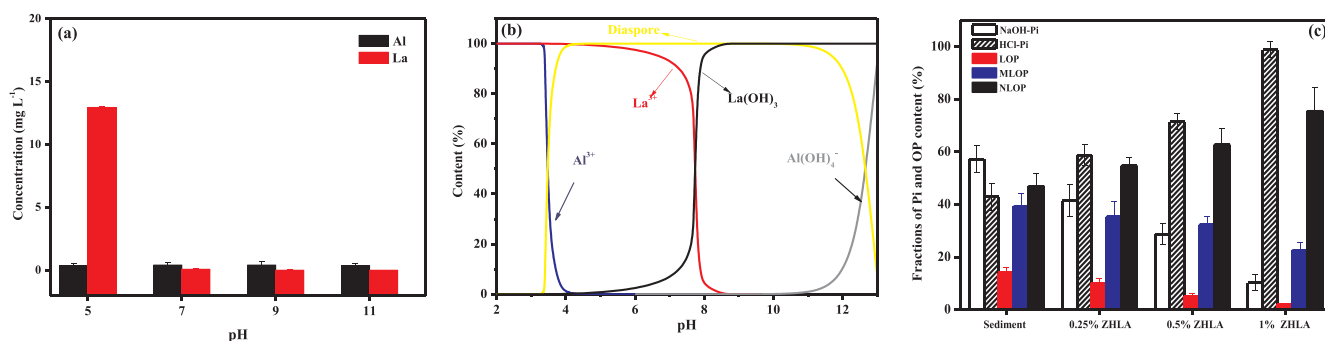 (a)
Al
La
20
15
10
5
0
Concentration (mg L⁻¹)
5 7 9 11
pH
(b)
Diaspore
La³⁺
La(OH)₃
Al³⁺
Al(OH)₄⁻
100
80
60
40
20
0
Content (%)
2 4 6 8 10 12
pH
(c)
NaOH-Pi
HCl-Pi
LOP
MLOP
NLOP
100
80
60
40
20
0
Fractions of Pi and OP content (%)
Sediment 0.25% ZHLA 0.5% ZHLA 1% ZHLA